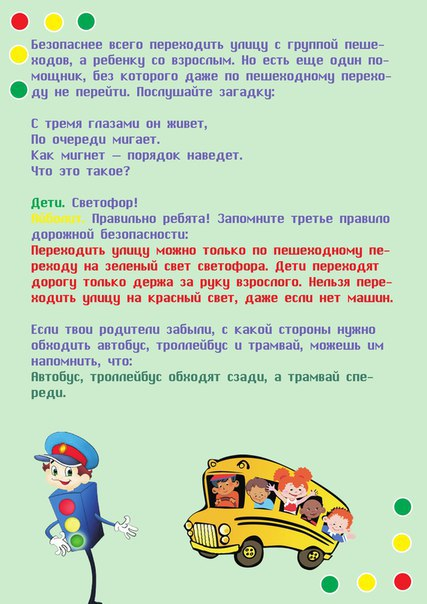 Безопаснее всего переходить улицу с группой пеше-
ходов, а ребенку со взрослым. Но есть еще один по-
мощник, без которого даже по пешеходному перехо-
ду не перейти. Послушайте загадку:
С тремя глазами он живет,
По очереди мигает.
Как мигнет – порядок наведет.
Что это такое?
Дети. Светофор!
Айболит. Правильно ребята! Запомните третье правило
дорожной безопасности:
Переходить улицу можно только по пешеходному пе-
реходу на зеленый свет светофора. Дети переходят
дорогу только держа за руку взрослого. Нельзя пере-
ходить улицу на красный свет, даже если нет машин.
Если твои родители забыли, с какой стороны нужно
обходить автобус, троллейбус и трамвай, можешь им
напомнить, что:
Автобус, троллейбус обходят сзади, а трамвай спе-
реди.